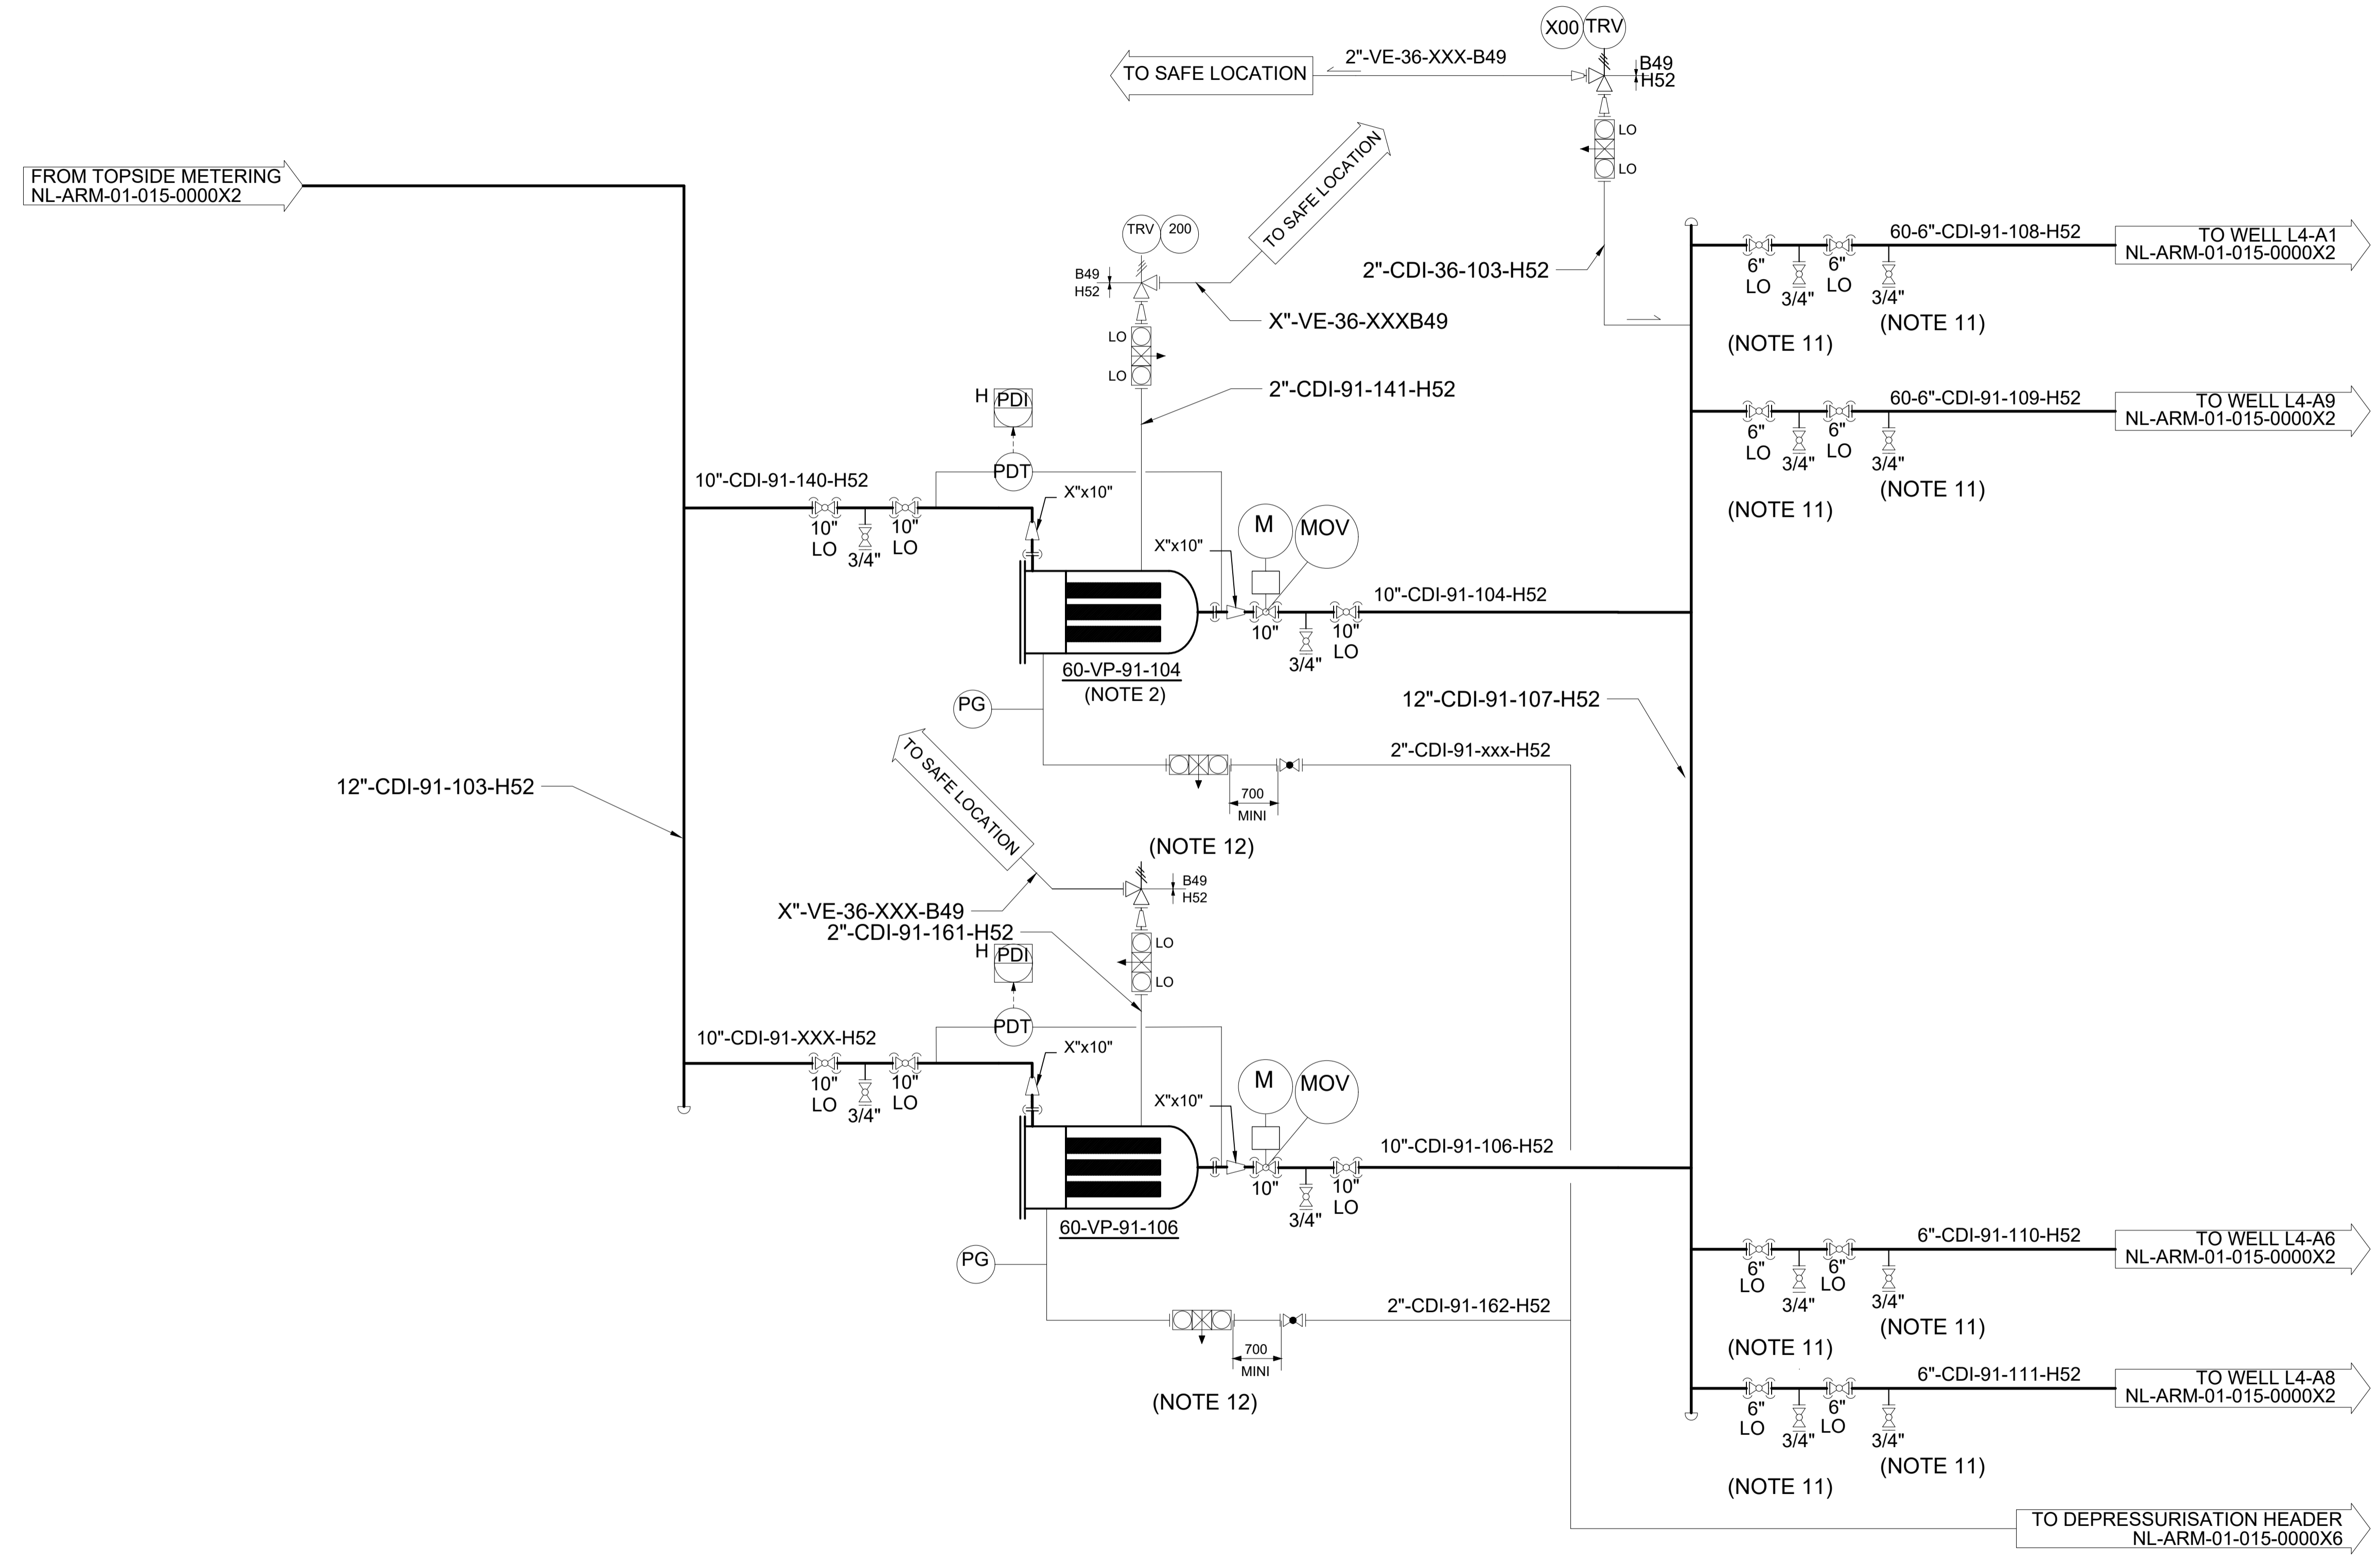 X00
TRV
2"-VE-36-XXX-B49
TO SAFE LOCATION
B49
H52
LO
LO
FROM TOPSIDE METERING
NL-ARM-01-015-0000X2
TO SAFE LOCATION
TRV
200
B49
H52
2"-CDI-36-103-H52
X"-VE-36-XXXB49
LO
LO
2"-CDI-91-141-H52
60-6"-CDI-91-108-H52
TO WELL L4-A1
NL-ARM-01-015-0000X2
6"
LO
3/4"
6"
LO
3/4"
(NOTE 11)
(NOTE 11)
60-6"-CDI-91-109-H52
TO WELL L4-A9
NL-ARM-01-015-0000X2
6"
LO
3/4"
6"
LO
3/4"
(NOTE 11)
(NOTE 11)
H
PDI
PDT
10"-CDI-91-140-H52
10"
LO
3/4"
10"
LO
X"x10"
X"x10"
M
MOV
10"
3/4"
10"
LO
10"-CDI-91-104-H52
60-VP-91-104
(NOTE 2)
PG
12"-CDI-91-107-H52
2"-CDI-91-xxx-H52
700
MINI
(NOTE 12)
12"-CDI-91-103-H52
TO SAFE LOCATION
B49
H52
X"-VE-36-XXX-B49
2"-CDI-91-161-H52
LO
LO
H
PDI
PDT
10"-CDI-91-XXX-H52
10"
LO
3/4"
10"
LO
X"x10"
X"x10"
M
MOV
10"
3/4"
10"
LO
10"-CDI-91-106-H52
60-VP-91-106
PG
2"-CDI-91-162-H52
700
MINI
(NOTE 12)
6"-CDI-91-110-H52
TO WELL L4-A6
NL-ARM-01-015-0000X2
6"
LO
3/4"
6"
LO
3/4"
(NOTE 11)
(NOTE 11)
6"-CDI-91-111-H52
TO WELL L4-A8
NL-ARM-01-015-0000X2
6"
LO
3/4"
6"
LO
3/4"
(NOTE 11)
(NOTE 11)
TO DEPRESSURISATION HEADER
NL-ARM-01-015-0000X6